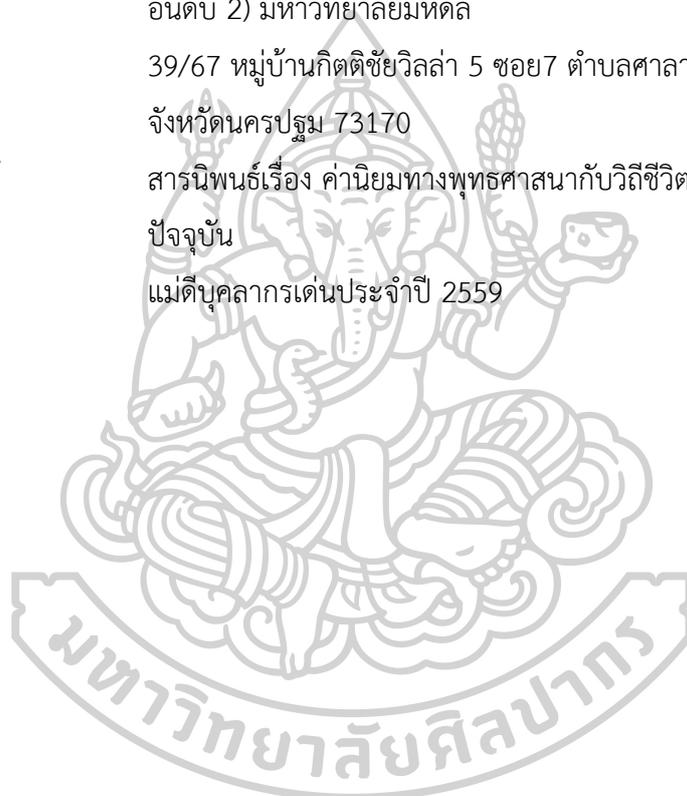 อันดับ 2) มหาวิทยาลัยมหิดล
39/67 หมู่บ้านกิตติชัยวิลล่า 5 ซอย7 ตำบลศาลา
จังหวัดนครปฐม 73170
สารนิพนธ์เรื่อง ค่านิยมทางพุทธศาสนากับวิถีชีวิต
ปัจจุบัน
แม่ดีบุคลากรเด่นประจำปี 2559
มหาวิทยาลัยศิลปากร